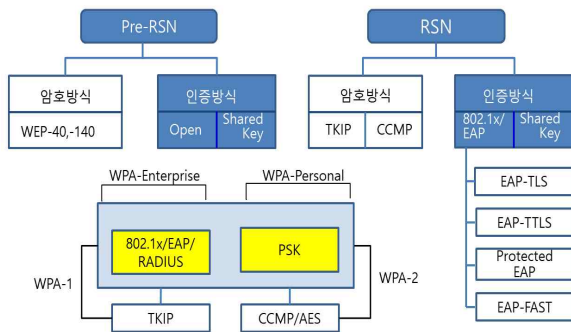 Pre-RSN
암호방식
WEP-40,-140
인증방식
Open
Shared
Key
RSN
암호방식
TKIP
CCMP
인증방식
802.1x/
EAP
Shared
Key
EAP-TLS
EAP-TTLS
Protected
EAP
EAP-FAST
WPA-Enterprise
WPA-Personal
802.1x/EAP/
RADIUS
PSK
WPA-1
WPA-2
TKIP
CCMP/AES